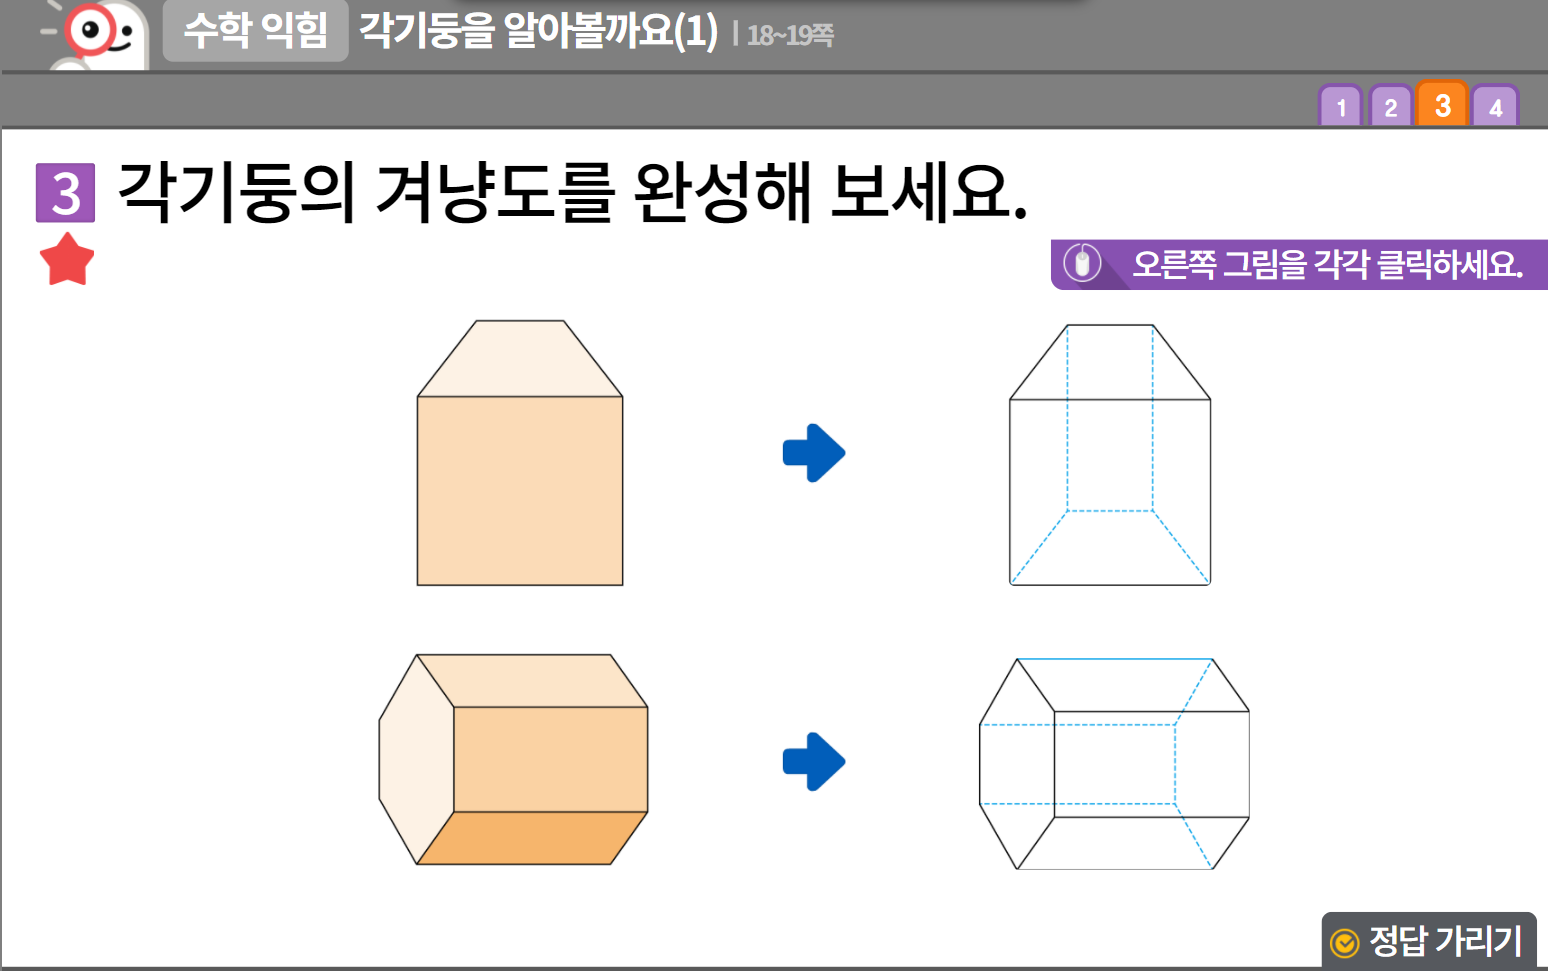 수학 익힘 각기둥을 알아볼까요(1) 18~19쪽
1 2 3 4
3 각기둥의 겨냥도를 완성해 보세요.
오른쪽 그림을 각각 클릭하세요.
정답 가리기